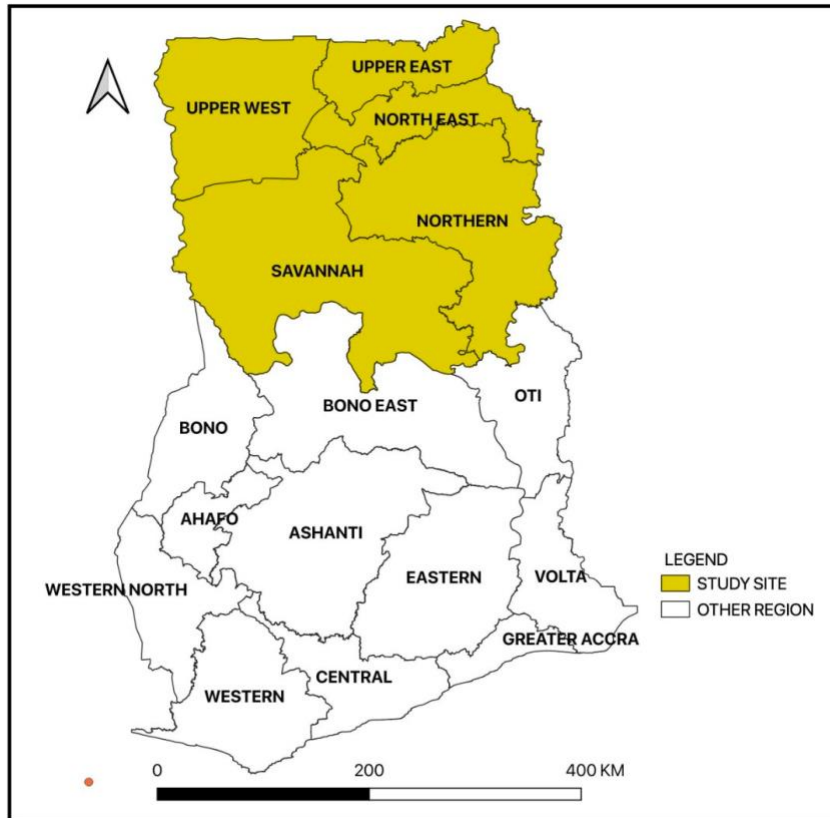 UPPER EAST
UPPER WEST
NORTH EAST
NORTHERN
SAVANNAH
OTI
BONO EAST
BONO
AHAFO
ASHANTI
LEGEND
EASTERN
VOLTA
STUDY SITE
WESTERN NORTH
OTHER REGION
GREATER ACCRA
CENTRAL
WESTERN
0
200
400 KM